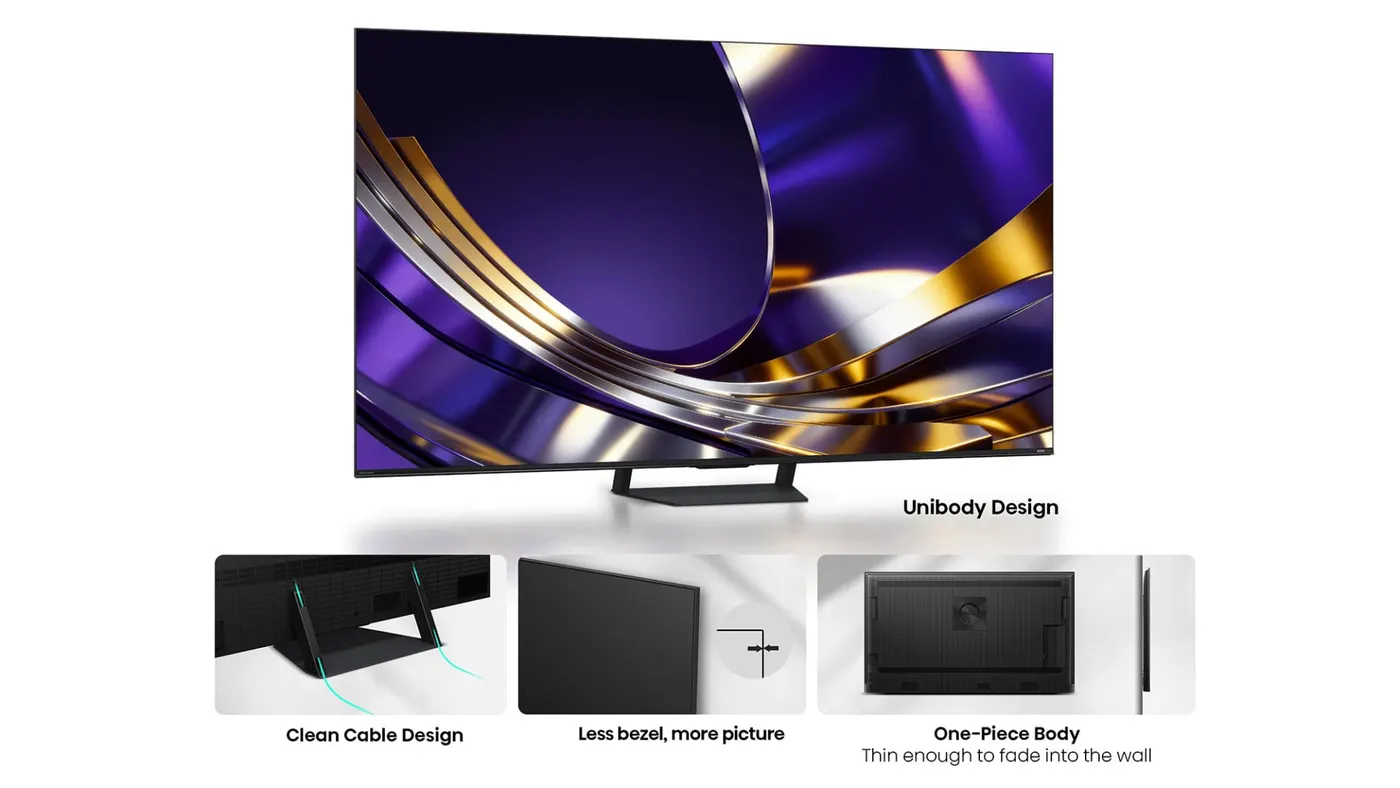 Unibody Design
Clean Cable Design
Less bezel, more picture
One-Piece Body
Thin enough to fade into the wall